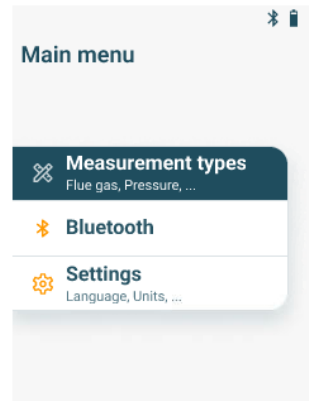 Main menu
Measurement types
Flue gas, Pressure, ...
Bluetooth
Settings
Language, Units, ...